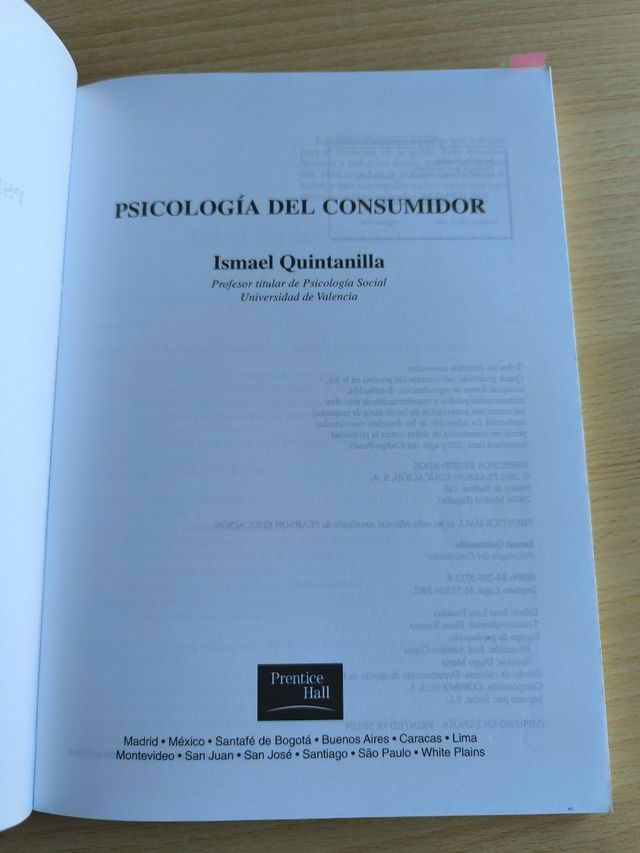 PSICOLOGÍA DEL CONSUMIDOR
Ismael Quintanilla
Profesor titular de Psicología Social
Universidad de Valencia
Prentice
Hall
Madrid • México • Santafé de Bogotá • Buenos Aires • Caracas • Lima
Montevideo • San Juan • San José • Santiago • São Paulo • White Plains